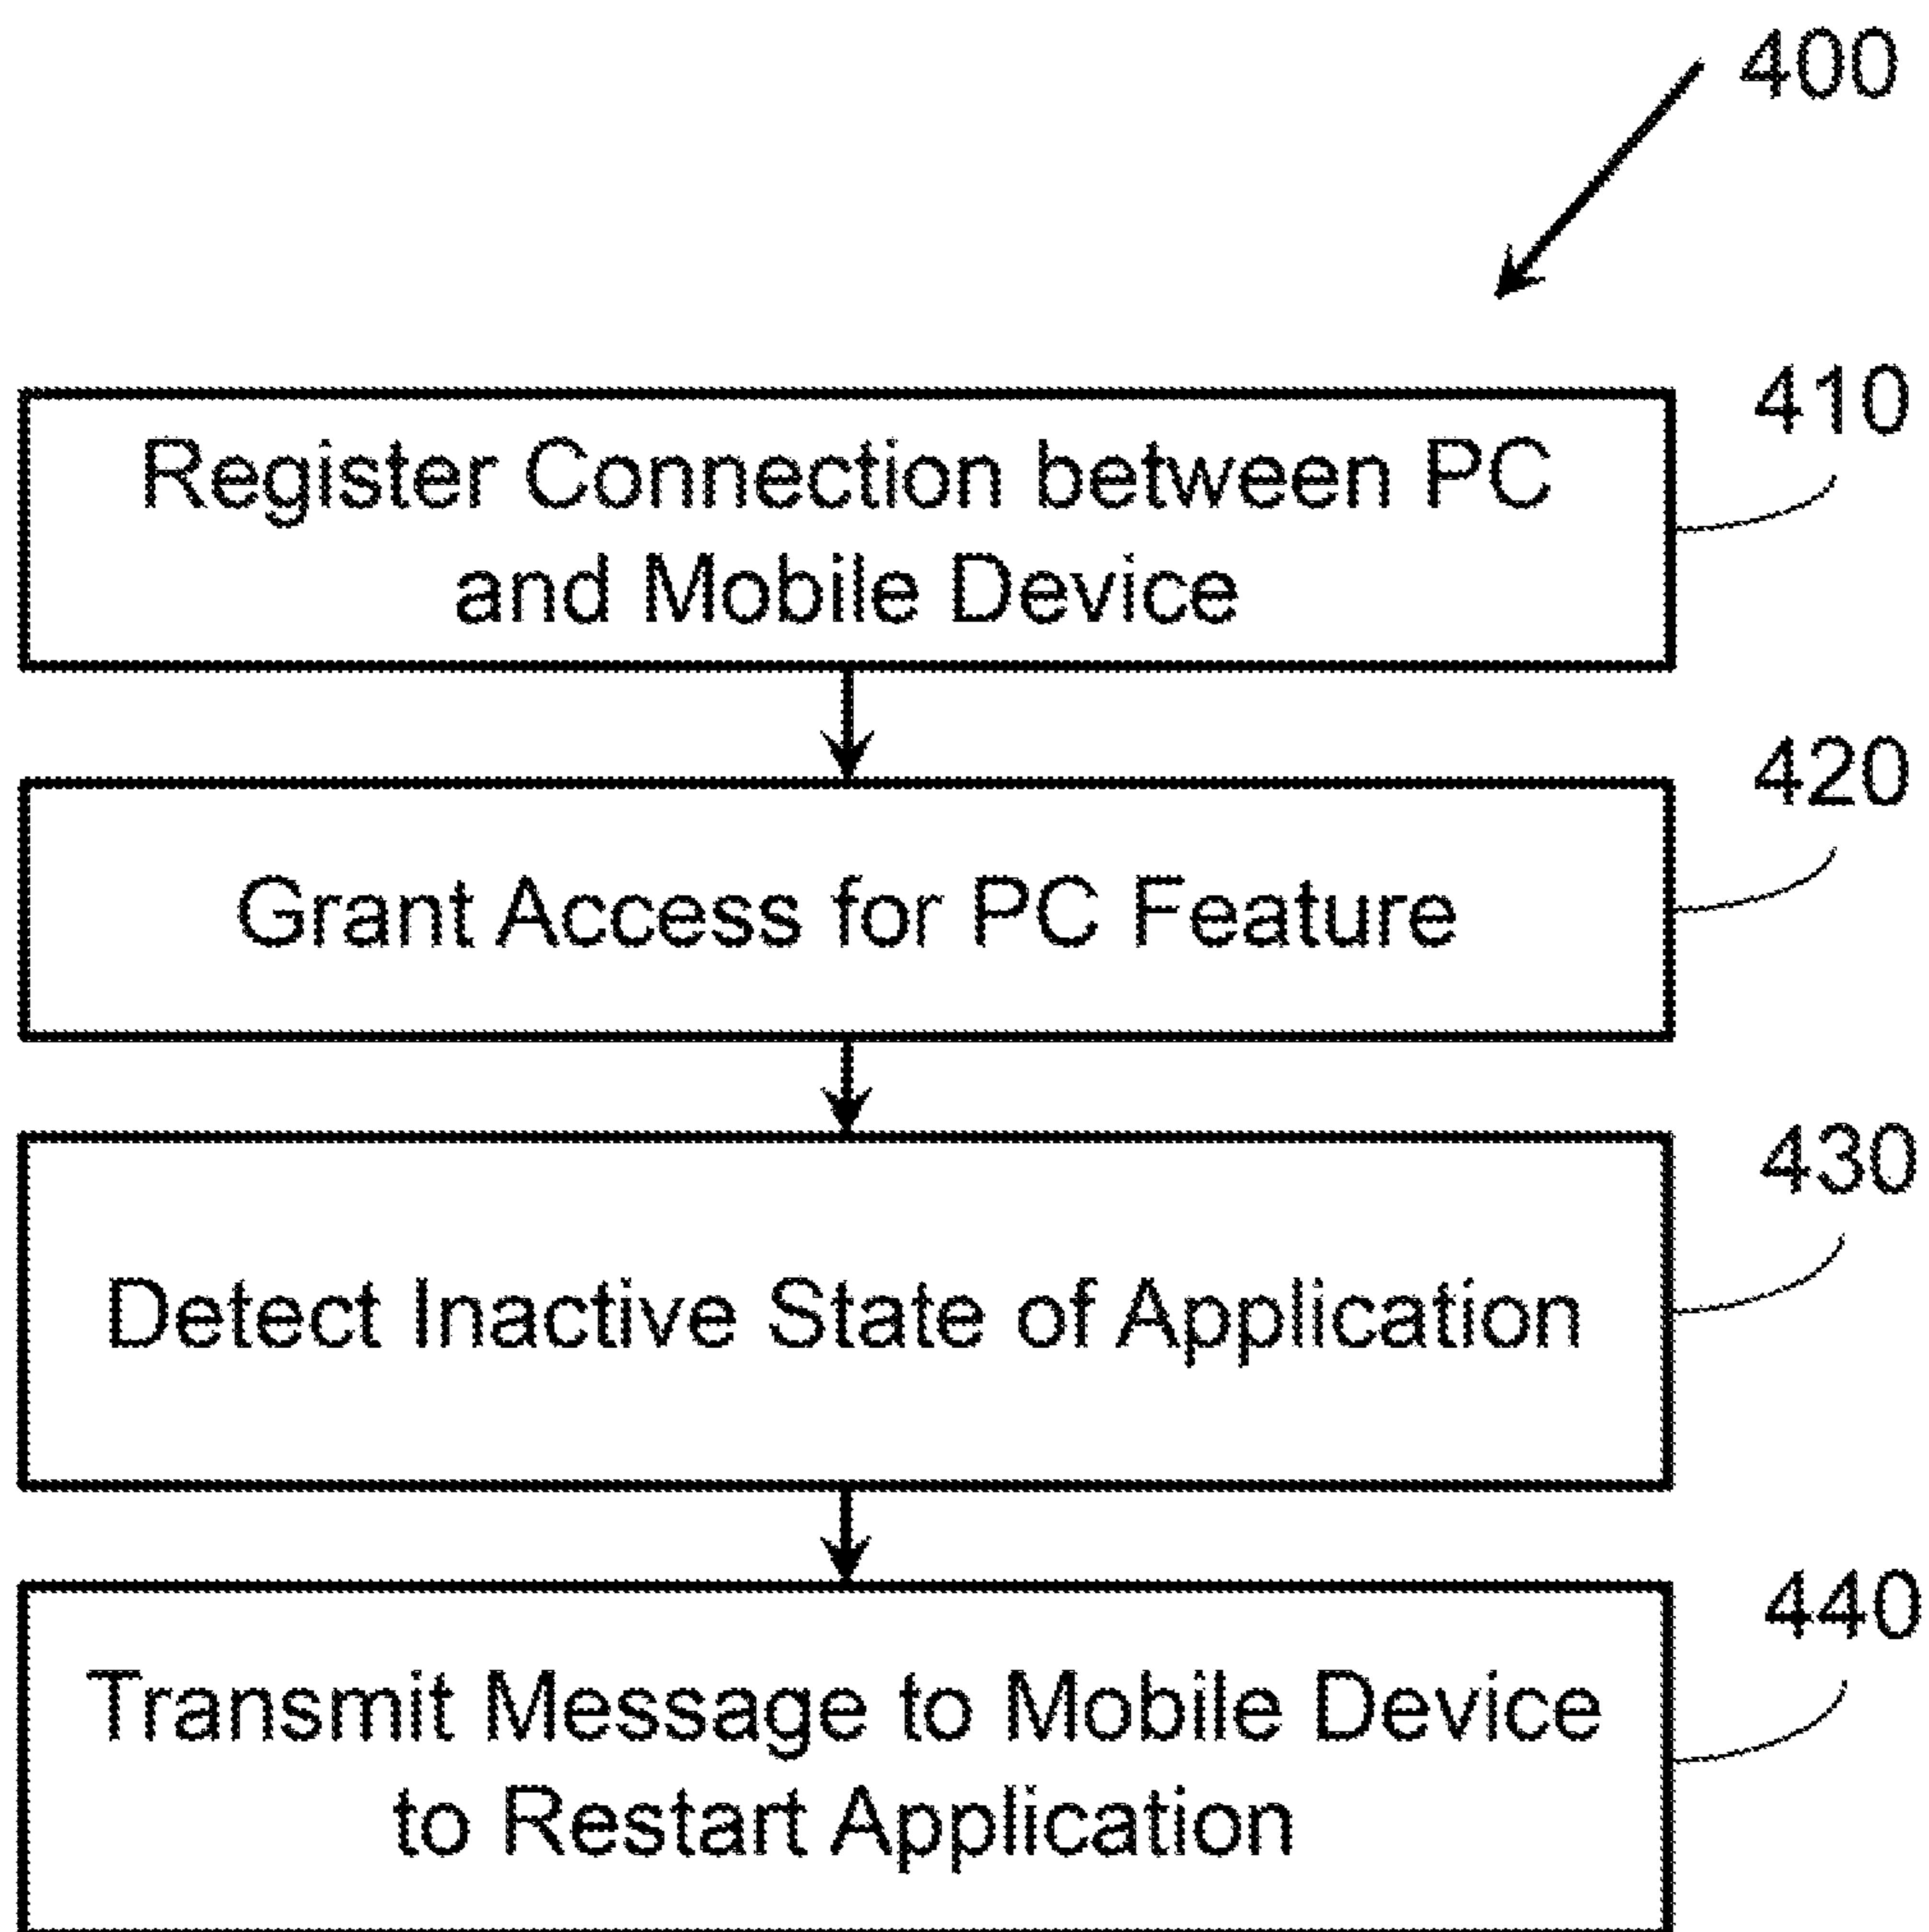 400
410
Register Connection between PC
and Mobile Device
420
Grant Access for PC Feature
430
Detect Inactive State of Application
440
Transmit Message to Mobile Device
to Restart Application